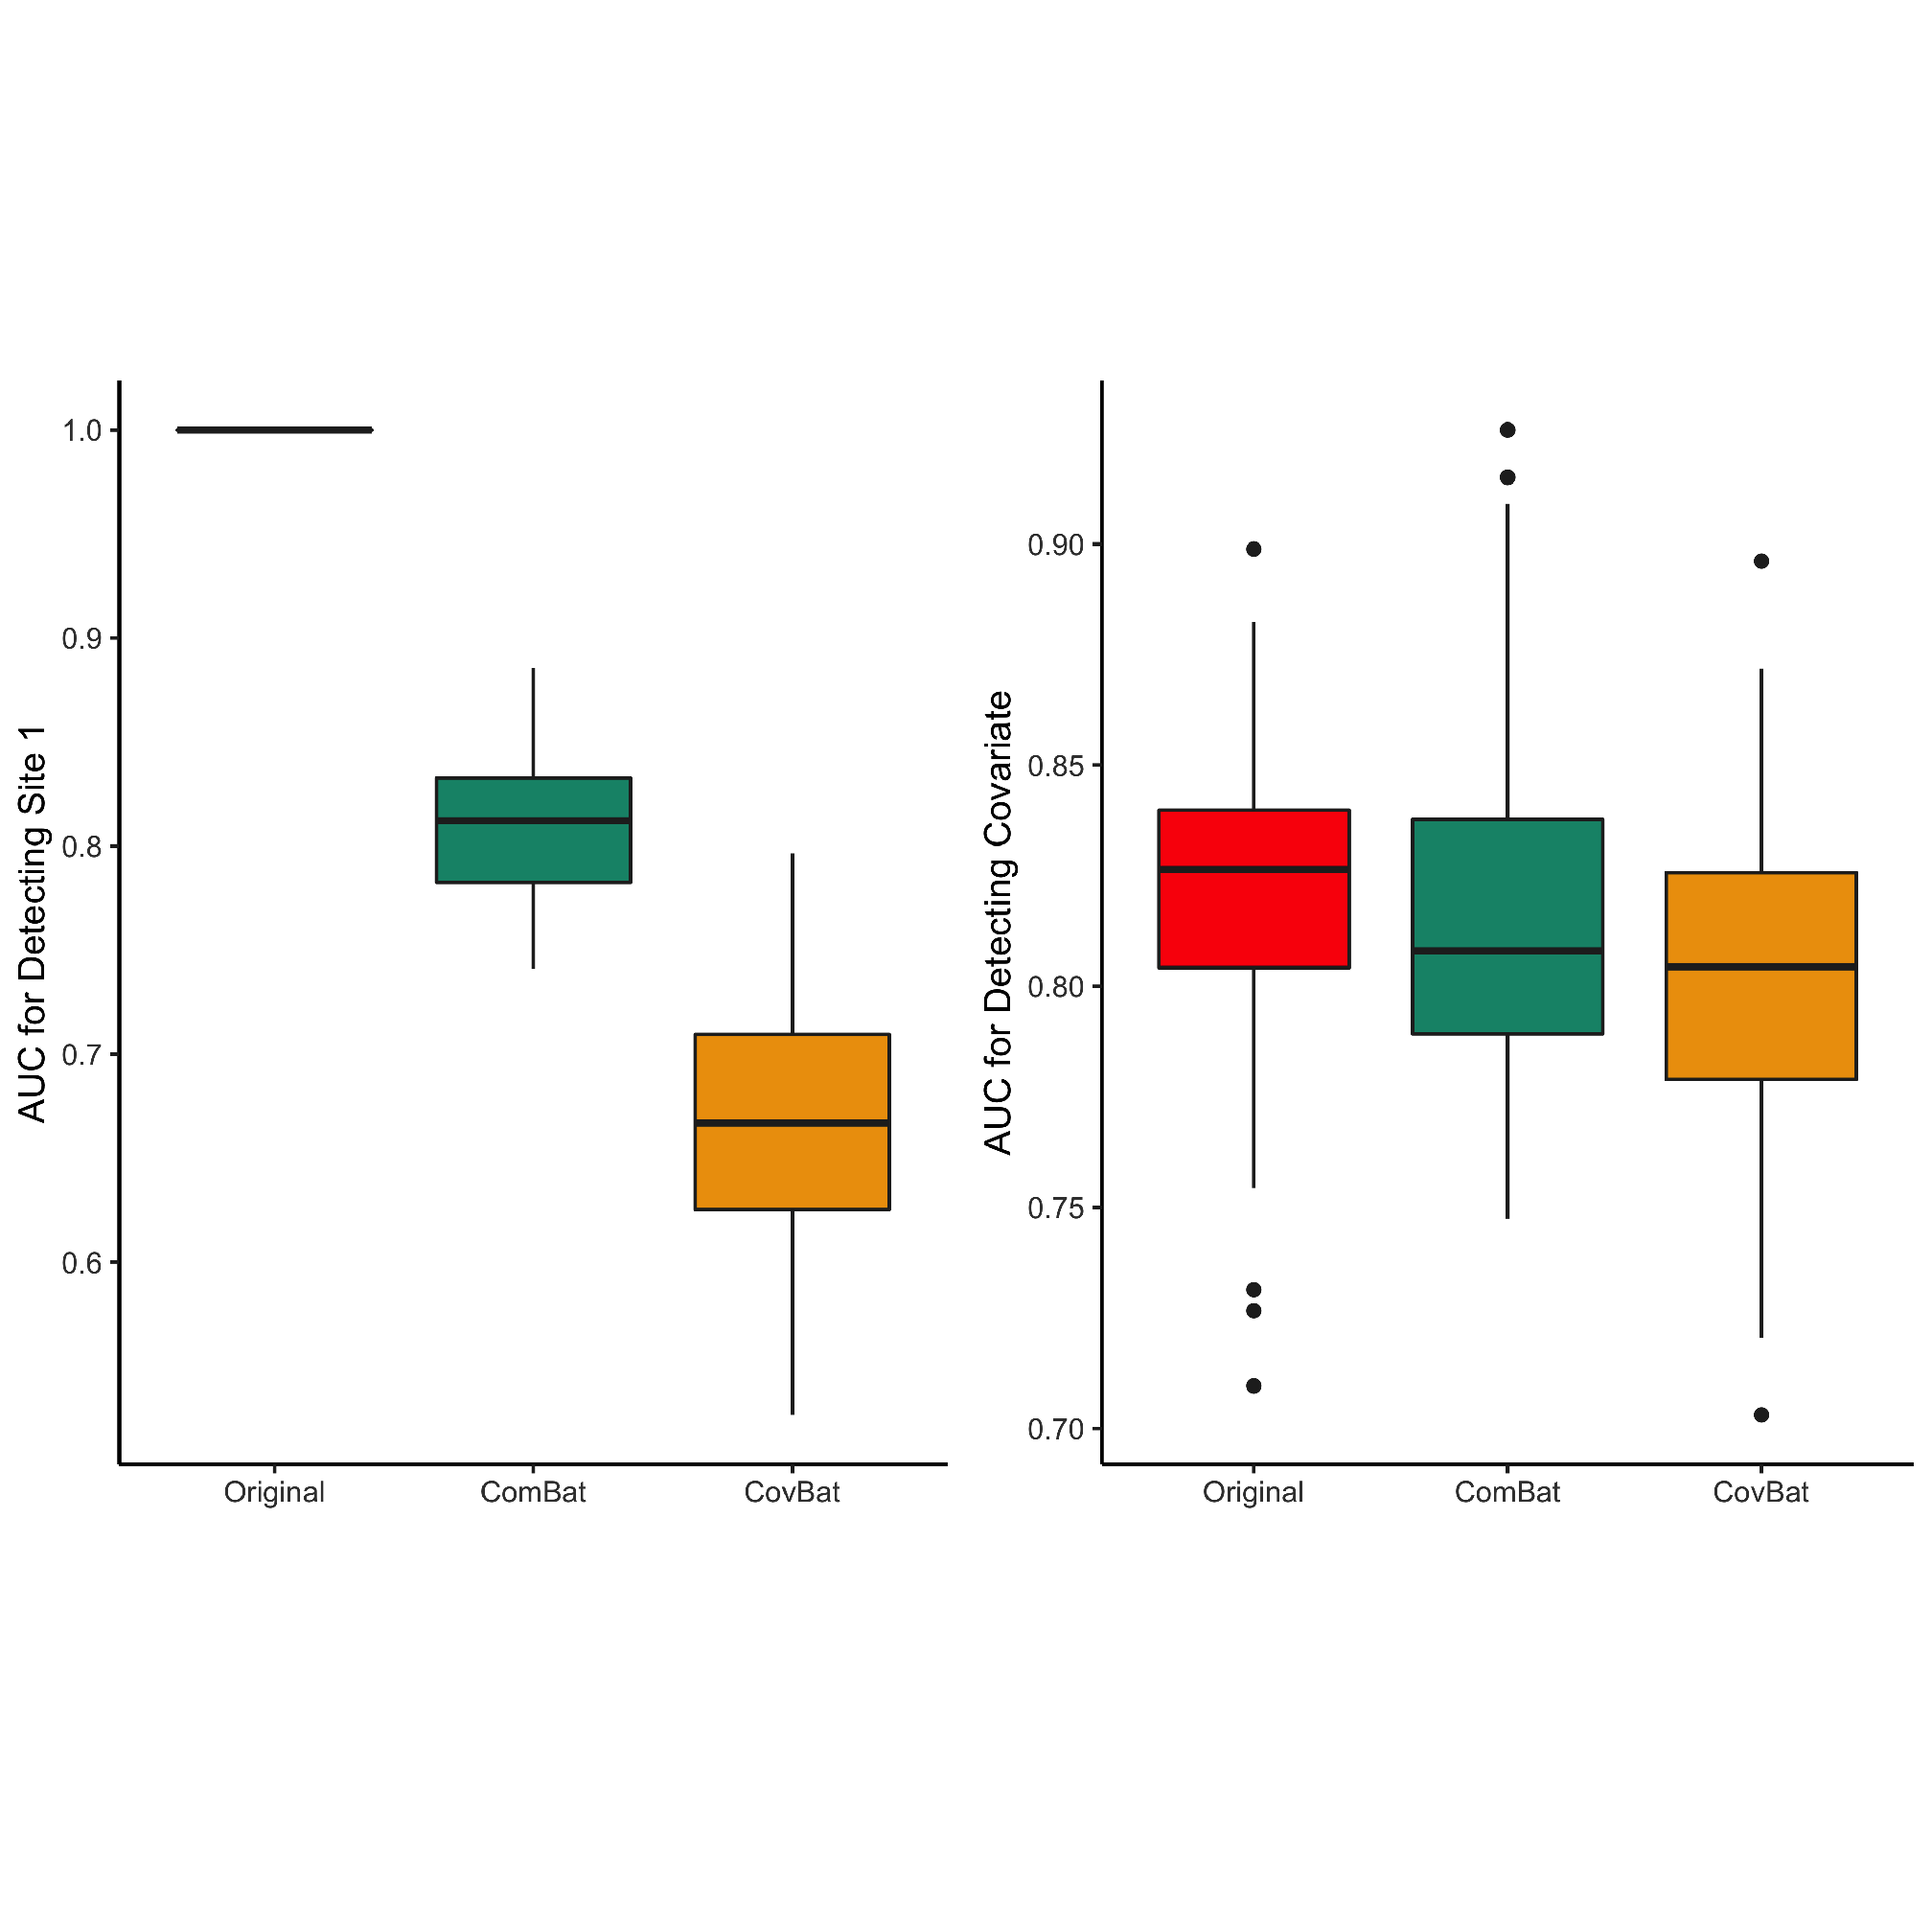 AUC for Detecting Site 1
1.0
0.9
0.8
0.7
0.6
Original ComBat CovBat
AUC for Detecting Covariate
0.90
0.85
0.80
0.75
0.70
Original ComBat CovBat